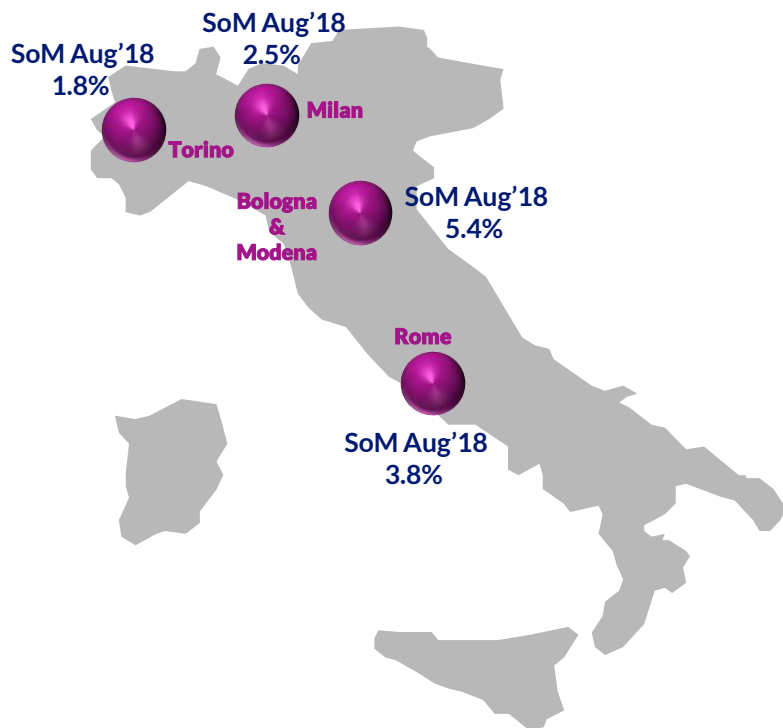 SoM Aug’18
2.5%
SoM Aug’18
1.8%
Milan
Torino
Bologna
&
Modena
SoM Aug’18
5.4%
Rome
SoM Aug’18
3.8%